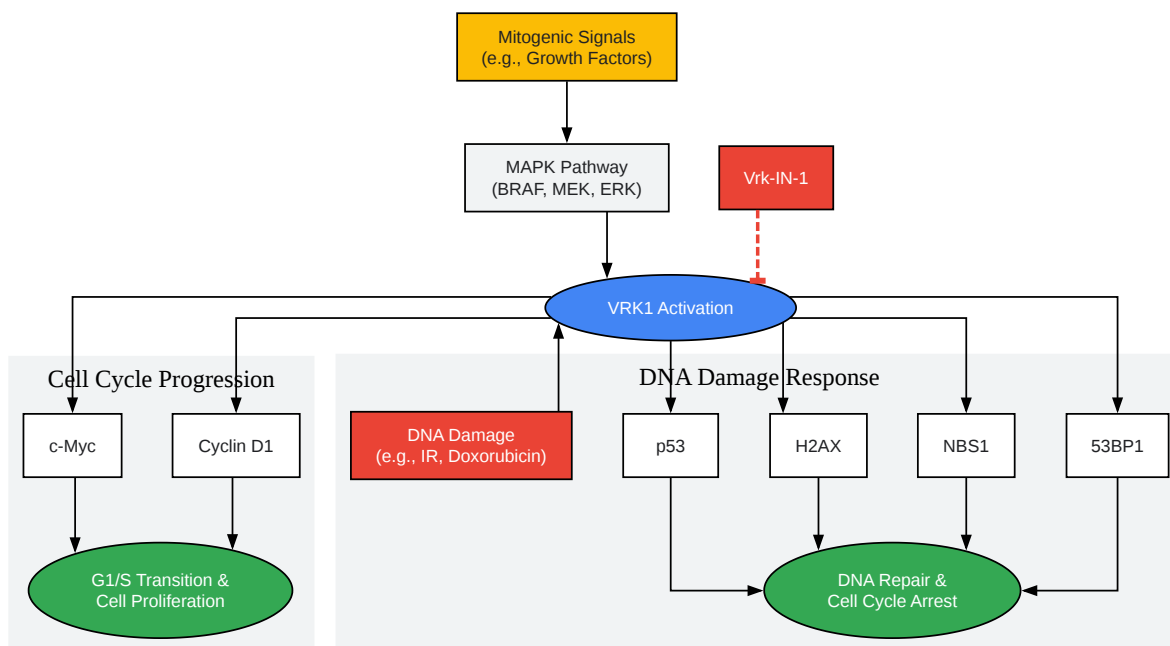 Mitogenic Signals
(e.g., Growth Factors)
MAPK Pathway
(BRAF, MEK, ERK)
Vrk-IN-1
VRK1 Activation
Cell Cycle Progression
DNA Damage Response
c-Myc
Cyclin D1
DNA Damage
(e.g., IR, Doxorubicin)
p53
H2AX
NBS1
53BP1
G1/S Transition &
Cell Proliferation
DNA Repair &
Cell Cycle Arrest